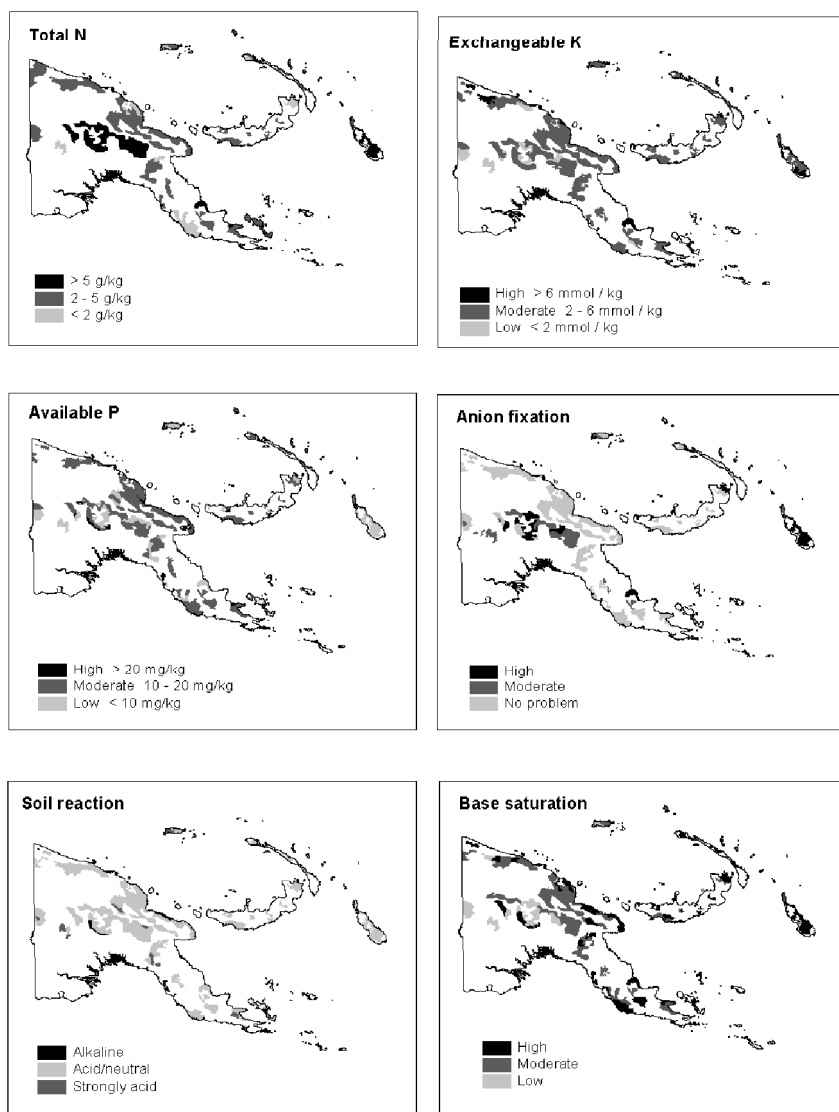 Total N
> 5 g/kg
2 - 5 g/kg
< 2 g/kg
Exchangeable K
High > 6 mmol / kg
Moderate 2 - 6 mmol / kg
Low < 2 mmol / kg
Available P
High > 20 mg/kg
Moderate 10 - 20 mg/kg
Low < 10 mg/kg
Anion fixation
High
Moderate
No problem
Soil reaction
Alkaline
Acid/neutral
Strongly acid
Base saturation
High
Moderate
Low